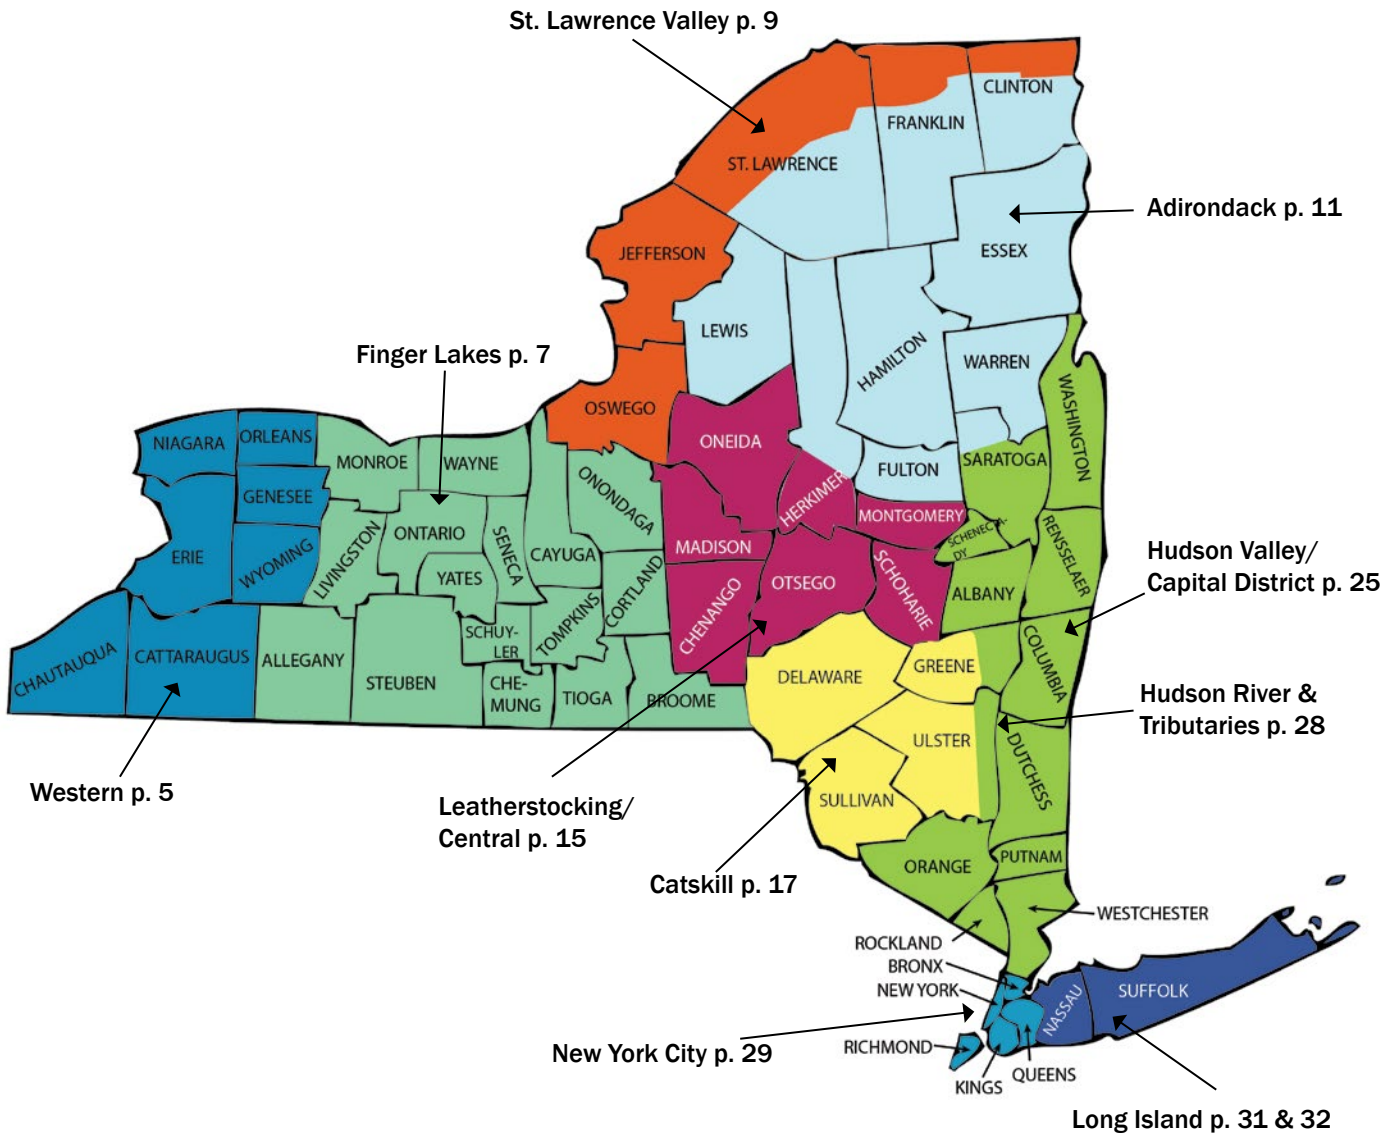 St. Lawrence Valley p. 9
CLINTON
FRANKLIN
ST. LAWRENCE
Adirondack p. 11
ESSEX
JEFFERSON
LEWIS
HAMILTON
WARREN
Finger Lakes p. 7
WASHINGTON
OSWEGO
NIAGARA
ORLEANS
ONEIDA
MONROE
WAYNE
FULTON
SARATOGA
GENESEE
ONONDAGA
HERKIMER
MONTGOMERY
SCHENECTA-
DY
RENSSELAER
ERIE
WYOMING
LIVINGSTON
ONTARIO
SENECA
CAYUGA
MADISON
YATES
CORTLAND
CHENANGO
OTSEGO
SCHOHARIE
ALBANY
Hudson Valley/
Capital District p. 25
TOMPKINS
SCHUY-
LER
CHAUTAUQUA
CATTARAUGUS
ALLEGANY
STEUBEN
CHE-
MUNG
TIOGA
BROOME
DELAWARE
GREENE
COLUMBIA
Hudson River &
Tributaries p. 28
ULSTER
DUTCHESS
Western p. 5
Leatherstocking/
Central p. 15
SULLIVAN
Catskill p. 17
ORANGE
PUTNAM
WESTCHESTER
ROCKLAND
BRONX
NEW YORK
NASSAU
SUFFOLK
New York City p. 29
RICHMOND
KINGS
QUEENS
Long Island p. 31 & 32